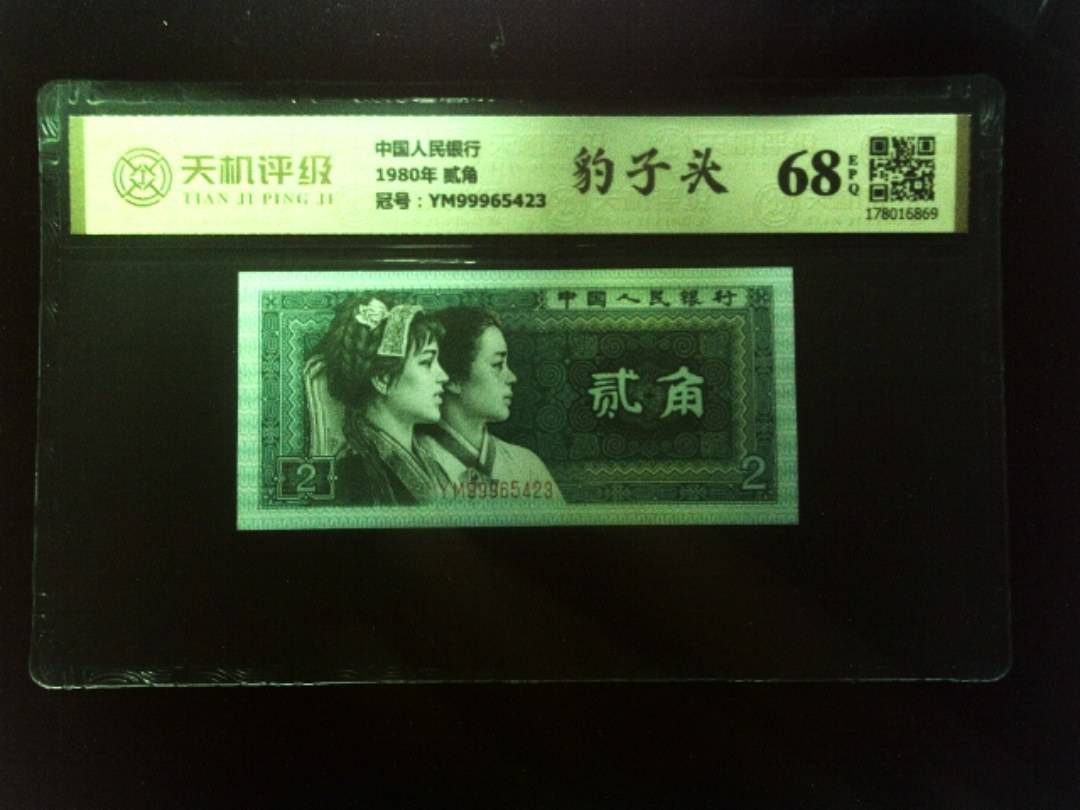 天机评级
TIAN JI PING JI
中国人民银行
1980年 贰角
冠号：YM99965423
豹子头
68
EPQ
178016869
中国人民银行
贰角
2
2
YM99965423